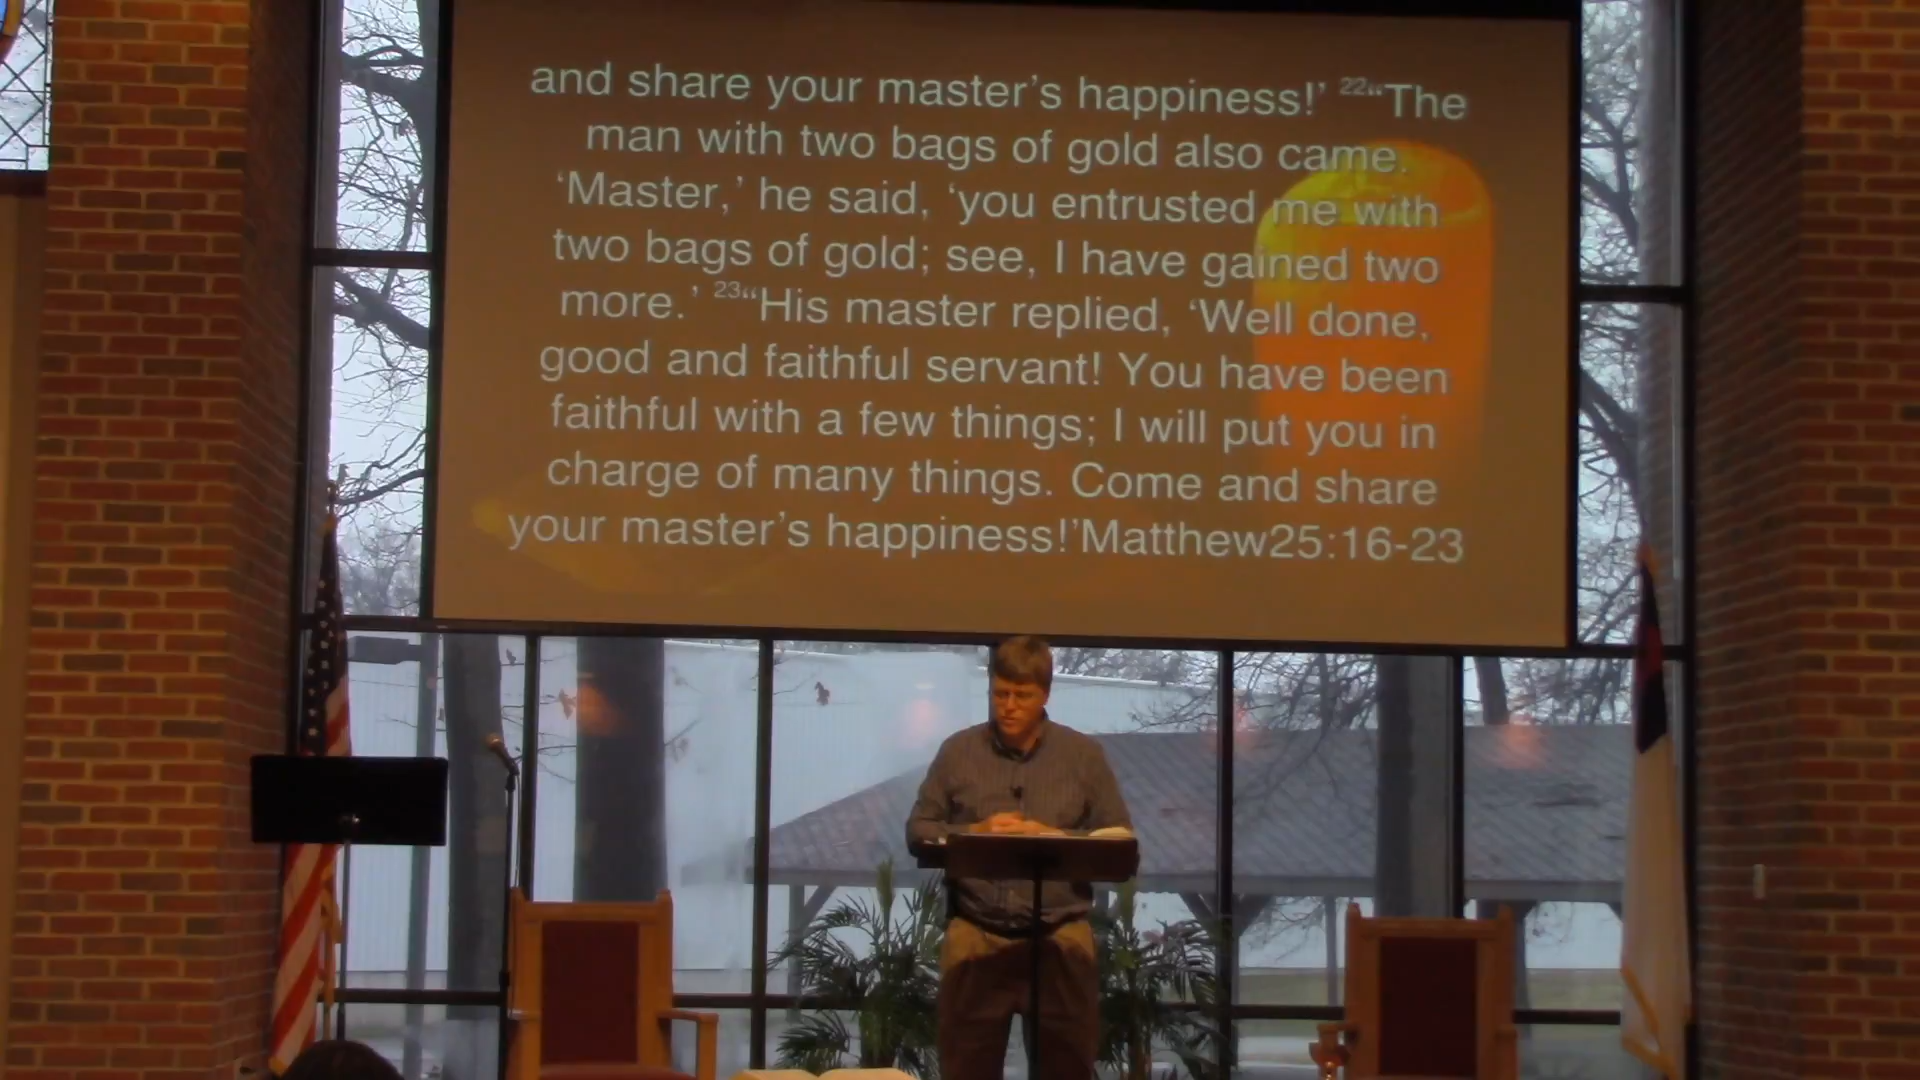 and share your master’s happiness!’ ²²“The
man with two bags of gold also came.
‘Master,’ he said, ‘you entrusted me with
two bags of gold; see, I have gained two
more.’ ²³“His master replied, ‘Well done,
good and faithful servant! You have been
faithful with a few things; I will put you in
charge of many things. Come and share
your master’s happiness!’Matthew25:16-23